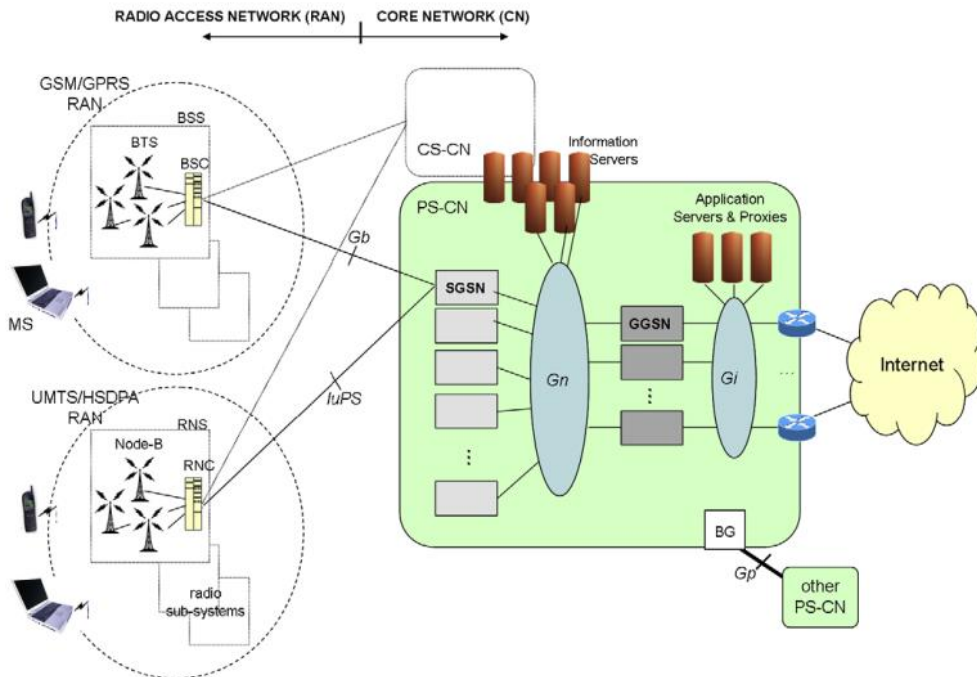 RADIO ACCESS NETWORK (RAN)
CORE NETWORK (CN)
GSM/GPRS
RAN
BSS
BTS
BSC
MS
Gb
CS-CN
Information
Servers
PS-CN
Application
Servers & Proxies
SGSN
GGSN
Gn
Gi
...
Internet
⋮
⋮
UMTS/HSDPA
RAN
RNS
Node-B
RNC
IuPS
radio
sub-systems
BG
Gp
other
PS-CN